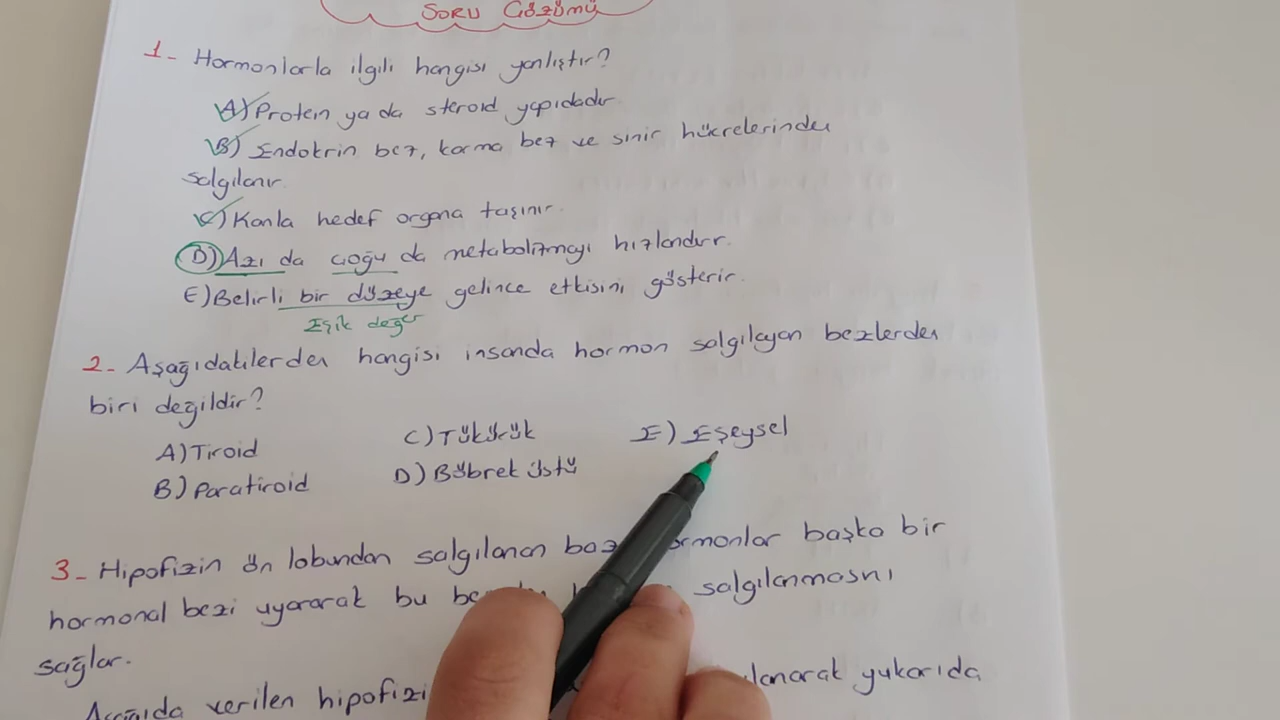 SORU ÇÖZÜMÜ
1- Hormonlarla ilgili hangisi yanlıştır?
A) Protein ya da steroid yapıdadır
B) Endokrin bez, karma bez ve sinir hücrelerinden
salgılanır.
C) Kanla hedef organa taşınır.
D) Azı da çoğu da metabolizmayı hızlandırır.
E) Belirli bir düzeye gelince etkisini gösterir.
Eşik değer
2- Aşağıdakilerden hangisi insanda hormon salgılayan bezlerden
biri değildir?
A) Tiroid
B) Paratiroid
C) Tükürük
D) Böbrek üstü
E) Eşeysel
3- Hipofizin ön lobundan salgılanan hormonlar başka bir
hormonal bezi uyararak bu salgılanmasını
sağlar.
Aşağıda verilen yukarıda